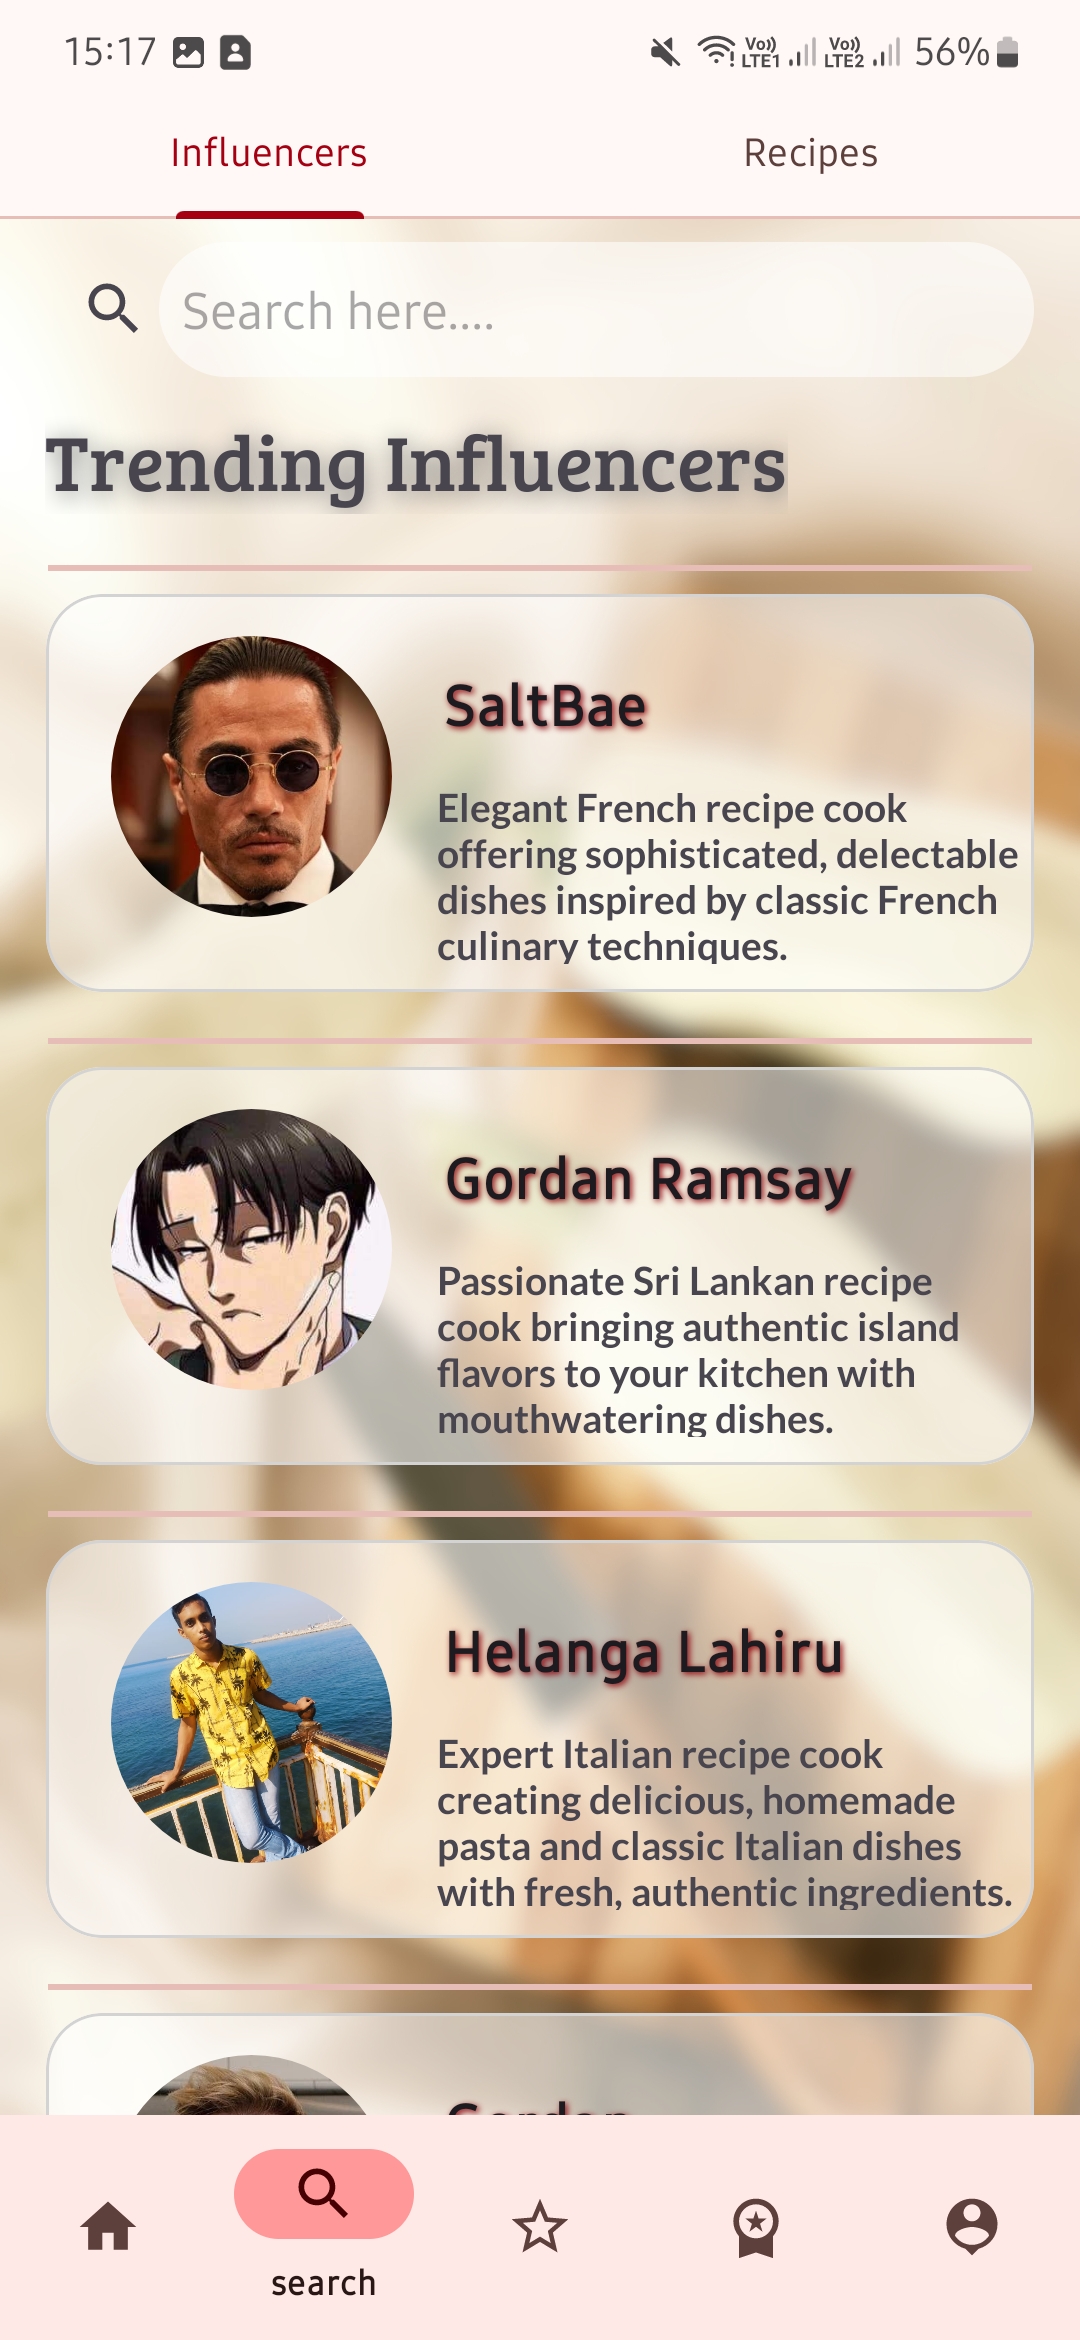 15:17 Vo)) LTE1 Vo)) LTE2 56%
Influencers Recipes
Search here....
Trending Influencers
SaltBae
Elegant French recipe cook
offering sophisticated, delectable
dishes inspired by classic French
culinary techniques.
Gordan Ramsay
Passionate Sri Lankan recipe
cook bringing authentic island
flavors to your kitchen with
mouthwatering dishes.
Helanga Lahiru
Expert Italian recipe cook
creating delicious, homemade
pasta and classic Italian dishes
with fresh, authentic ingredients.
search